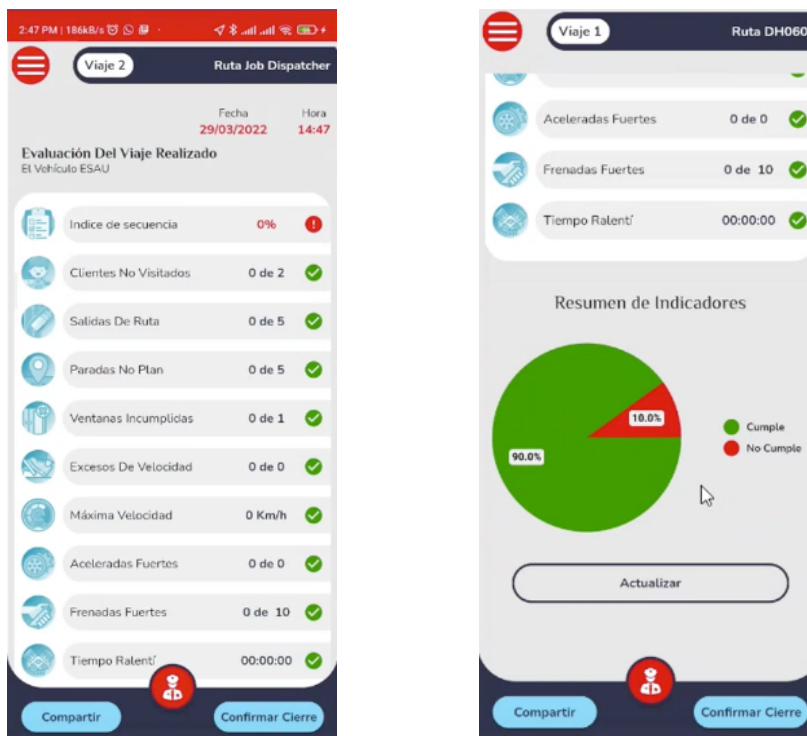 2:47 PM | 186kB/s
Viaje 2
Ruta Job Dispatcher
Fecha
Hora
29/03/2022
14:47
Evaluación Del Viaje Realizado
El Vehículo ESAU
Indice de secuencia
0%
Clientes No Visitados
0 de 2
Salidas De Ruta
0 de 5
Paradas No Plan
0 de 5
Ventanas Incumplidas
0 de 1
Excesos De Velocidad
0 de 0
Máxima Velocidad
0 Km/h
Aceleradas Fuertes
0 de 0
Frenadas Fuertes
0 de 10
Tiempo Ralentí
00:00:00
Compartir
Confirmar Cierre
Viaje 1
Ruta DH060
Aceleradas Fuertes
0 de 0
Frenadas Fuertes
0 de 10
Tiempo Ralentí
00:00:00
Resumen de Indicadores
10.0%
90.0%
Cumple
No Cumple
Actualizar
Compartir
Confirmar Cierre